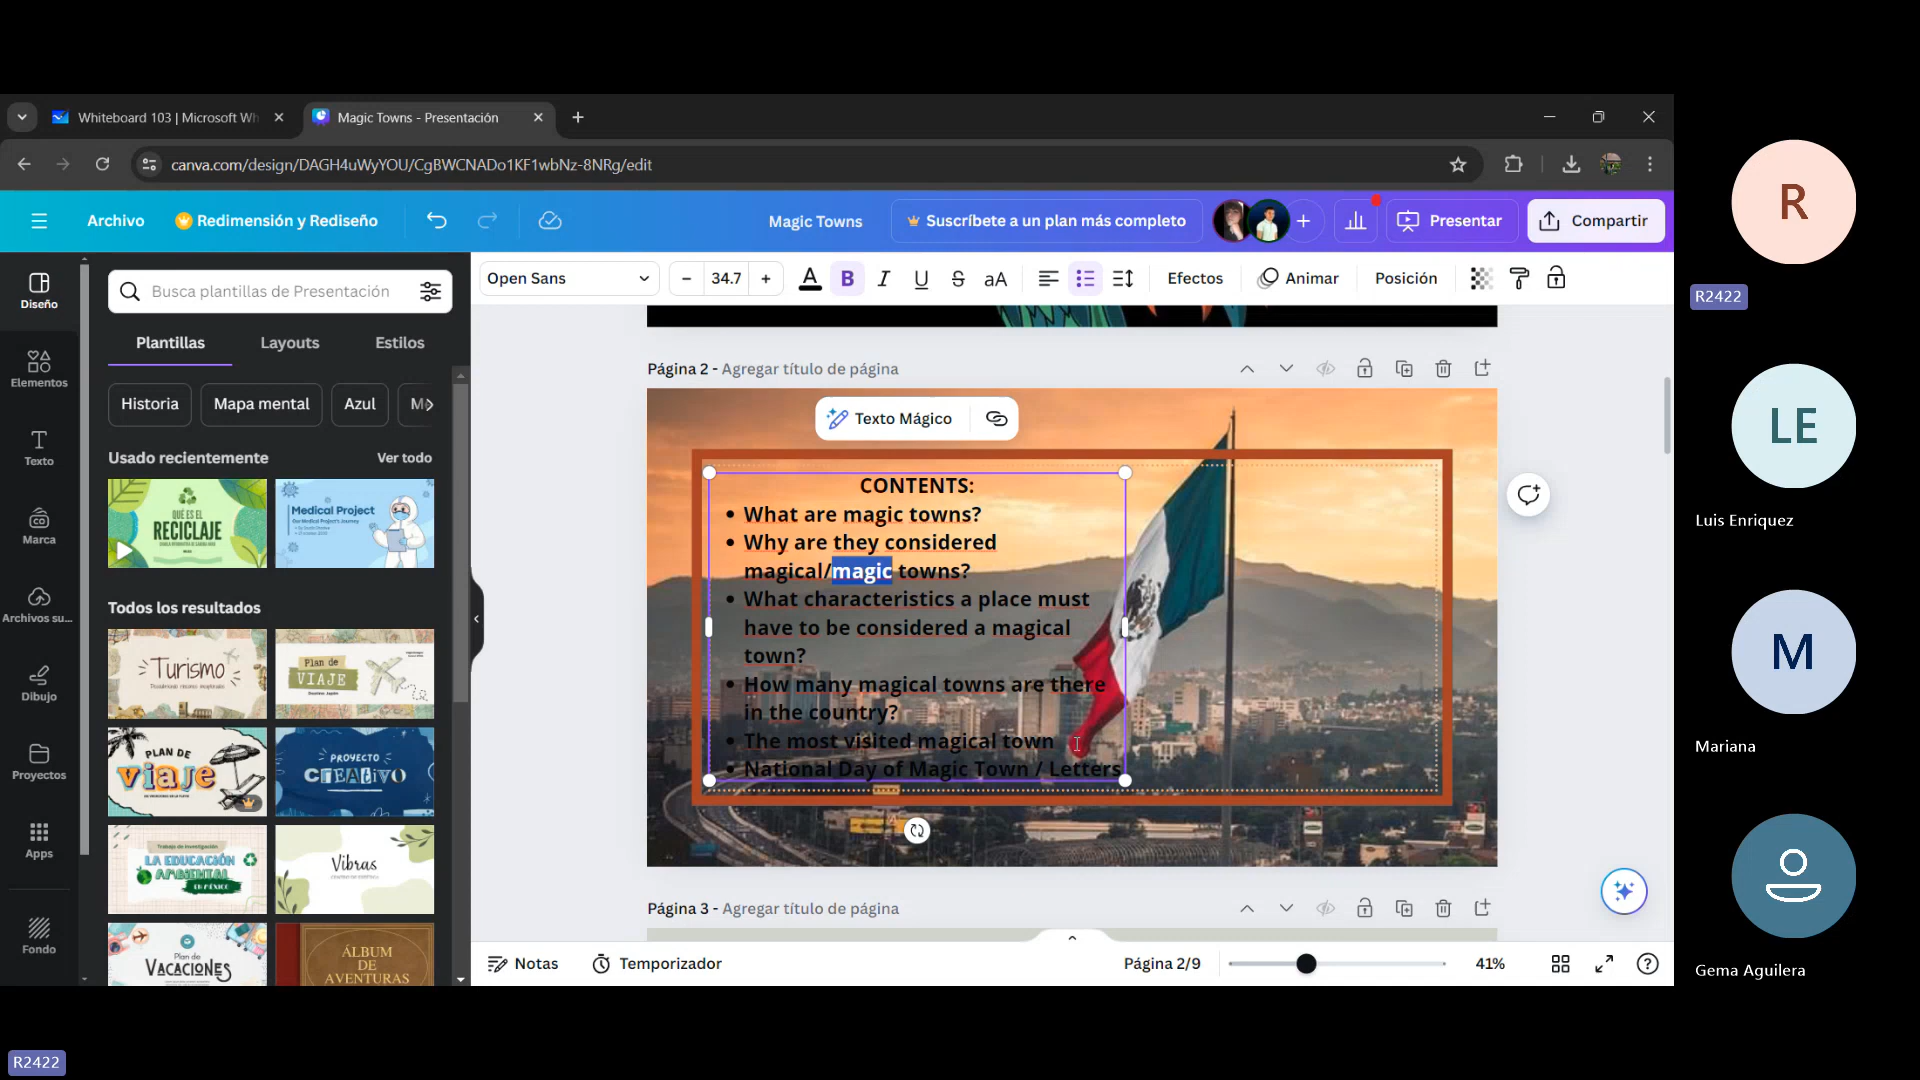 Whiteboard 103 | Microsoft Wh
Magic Towns - Presentación
canva.com/design/DAGH4uWyYOU/CgBWCNADo1KF1wbNz-8NRg/edit
Archivo
Redimensión y Rediseño
Magic Towns
Suscríbete a un plan más completo
Presentar
Compartir
Diseño
Elementos
Texto
Marca
Archivos su...
Dibujo
Proyectos
Apps
Fondo
Busca plantillas de Presentación
Plantillas
Layouts
Estilos
Historia
Mapa mental
Azul
Usado recientemente
Ver todo
QUÉ ES EL
RECICLAJE
Medical Project
Todos los resultados
Turismo
Plan de
VIAJE
PLAN DE
viaje
PROYECTO
CREATIVO
Trabajo de investigación
LA EDUCACIÓN
AMBIENTAL
EN MÉXICO
Vibras
Plan de
VACACIONES
ÁLBUM
DE
AVENTURAS
Open Sans
– 34.7 +
A B I U S aA
Efectos
Animar
Posición
Página 2 - Agregar título de página
Texto Mágico
CONTENTS:
• What are magic towns?
• Why are they considered
magical/magic towns?
• What characteristics a place must
have to be considered a magical
town?
• How many magical towns are there
in the country?
• The most visited magical town
• National Day of Magic Town / Letters
Página 3 - Agregar título de página
Notas
Temporizador
Página 2/9
41%
R
R2422
LE
Luis Enriquez
M
Mariana
Gema Aguilera
R2422